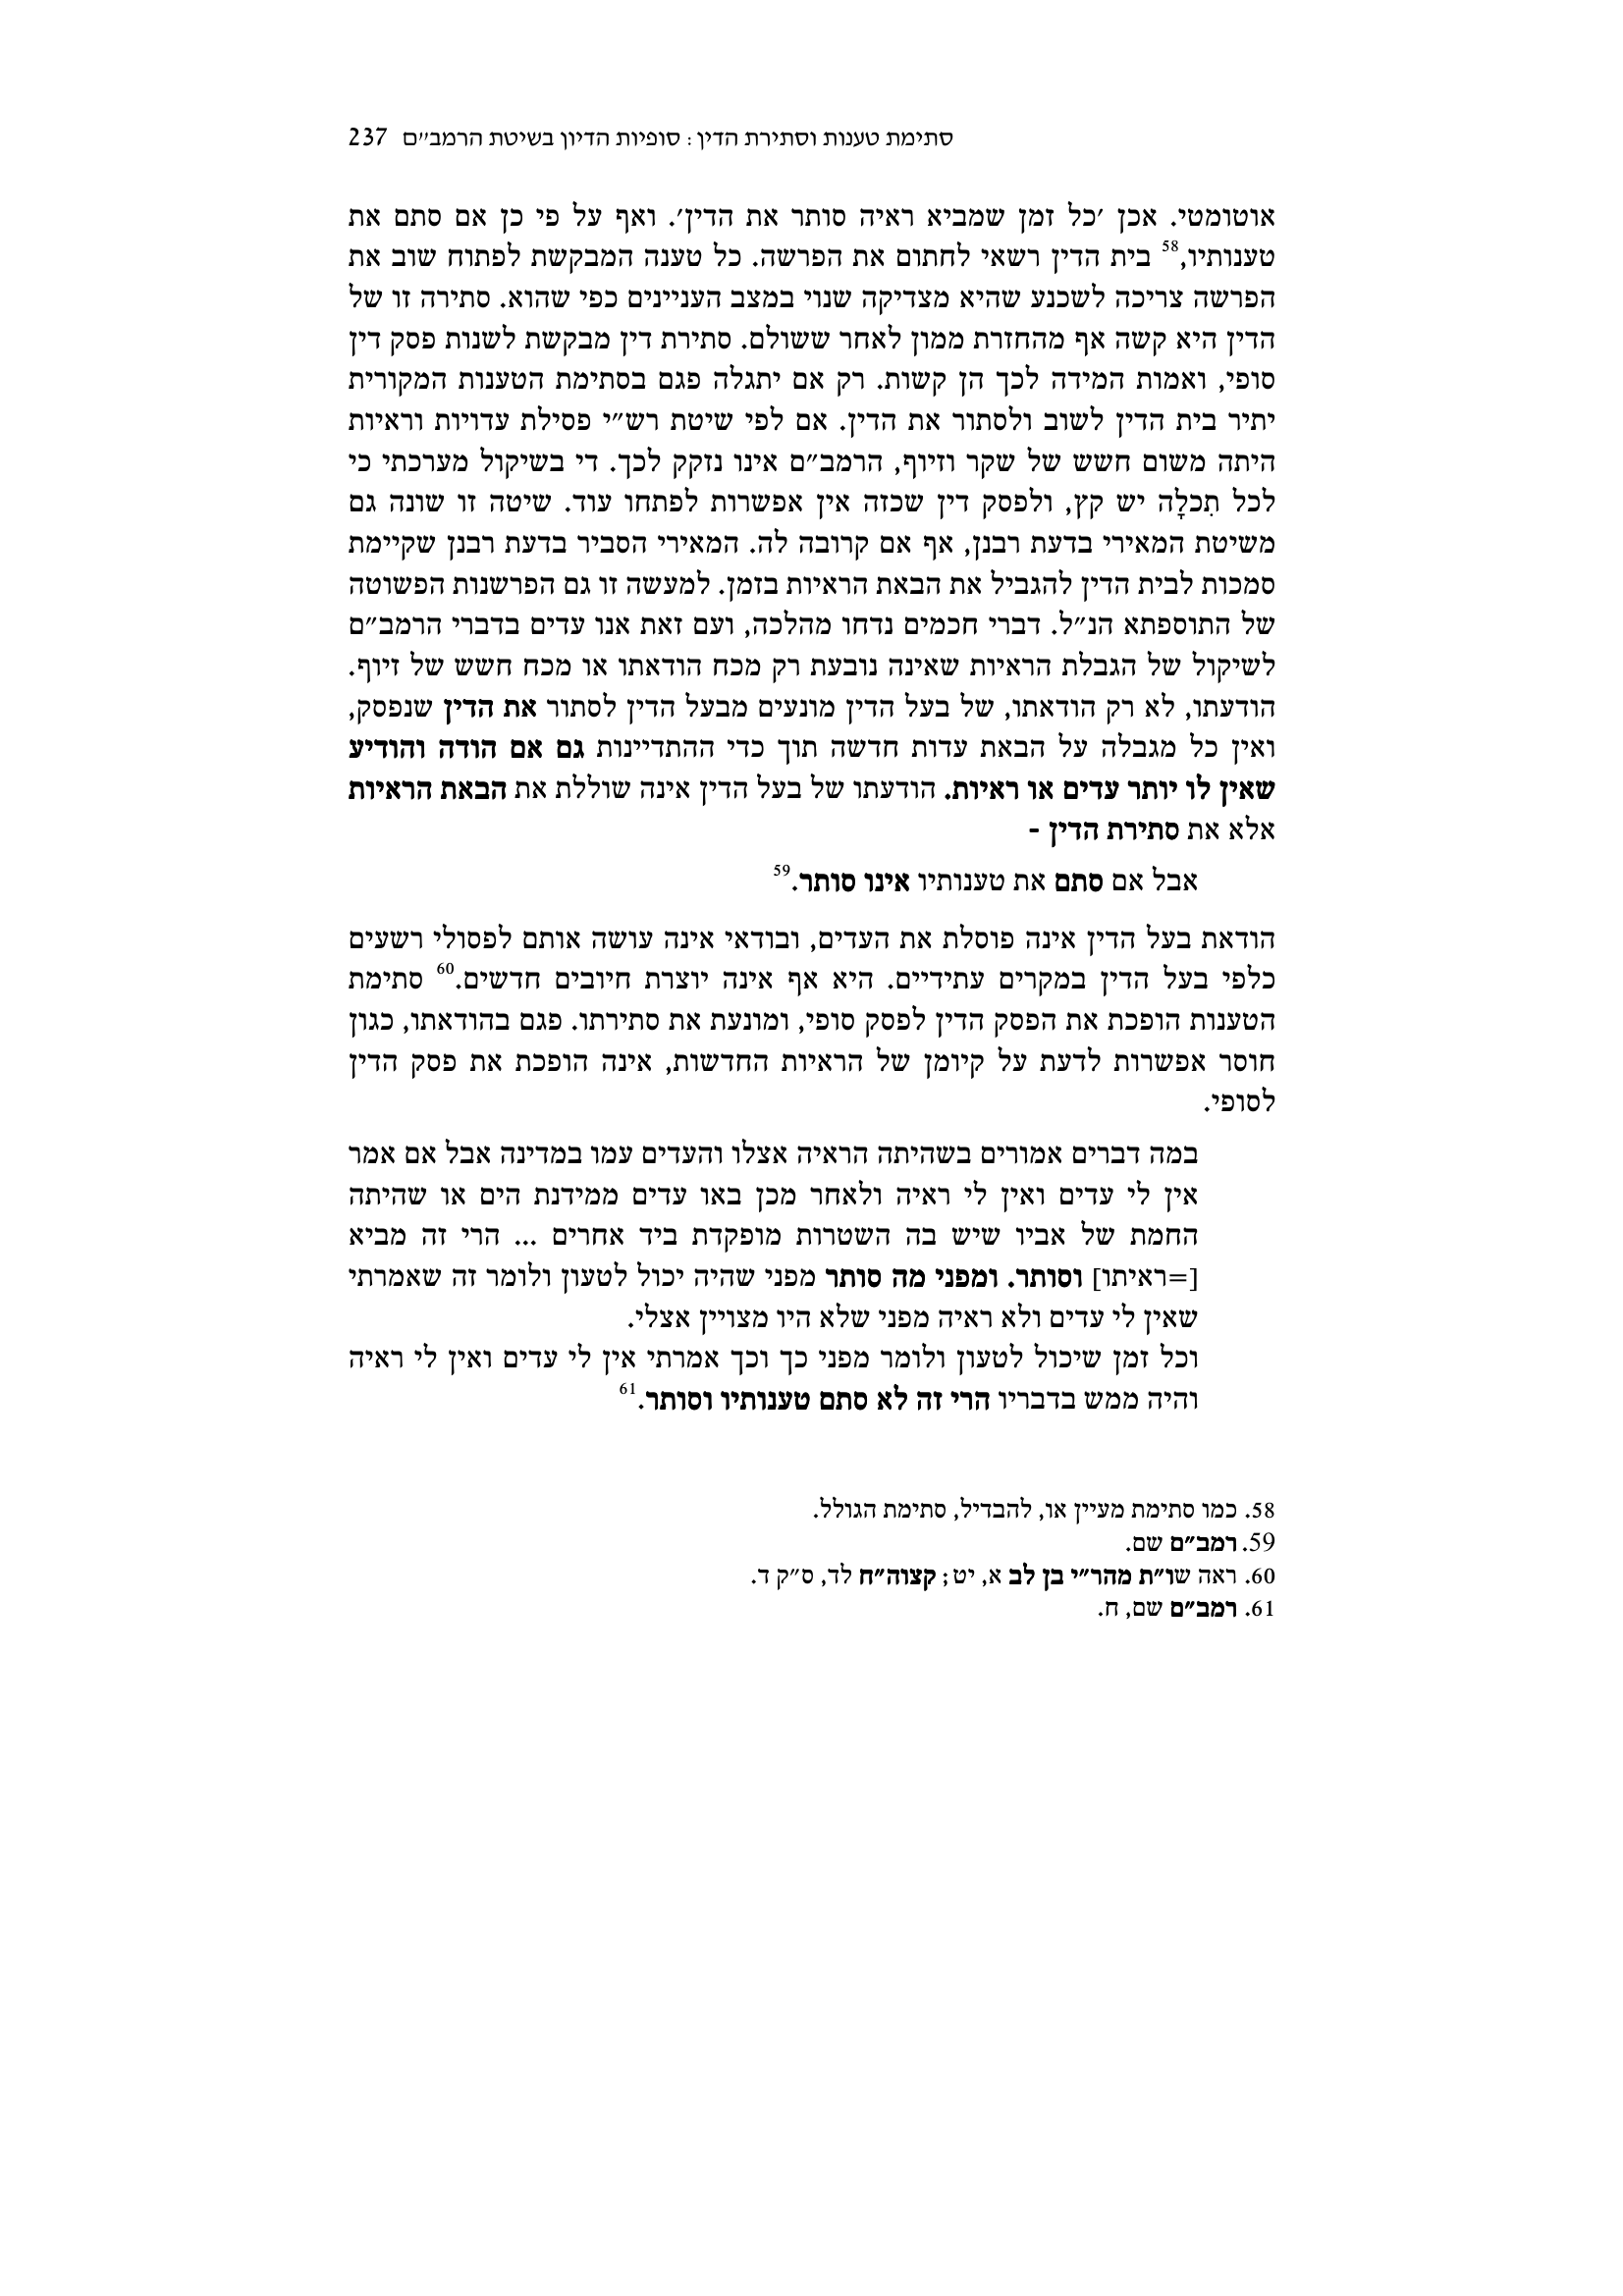 סתימת טענות וסתירת הדין : סופיות הדיון בשיטת הרמב״ם 237
אוטומטי. אכן ׳כל זמן שמביא ראיה סותר את הדין׳. ואף על פי כן אם סתם את
טענותיו,58 בית הדין רשאי לחתום את הפרשה. כל טענה המבקשת לפתוח שוב את
הפרשה צריכה לשכנע שהיא מצדיקה שנוי במצב העניינים כפי שהוא. סתירה זו של
הדין היא קשה אף מהחזרת ממון לאחר ששולם. סתירת דין מבקשת לשנות פסק דין
סופי, ואמות המידה לכך הן קשות. רק אם יתגלה פגם בסתימת הטענות המקורית
יתיר בית הדין לשוב ולסתור את הדין. אם לפי שיטת רש״י פסילת עדויות וראיות
היתה משום חשש של שקר וזיוף, הרמב״ם אינו נזקק לכך. די בשיקול מערכתי כי
לכל תִכלָה יש קץ, ולפסק דין שכזה אין אפשרות לפתחו עוד. שיטה זו שונה גם
משיטת המאירי בדעת רבנן, אף אם קרובה לה. המאירי הסביר בדעת רבנן שקיימת
סמכות לבית הדין להגביל את הבאת הראיות בזמן. למעשה זו גם הפרשנות הפשוטה
של התוספתא הנ״ל. דברי חכמים נדחו מהלכה, ועם זאת אנו עדים בדברי הרמב״ם
לשיקול של הגבלת הראיות שאינה נובעת רק מכח הודאתו או מכח חשש של זיוף.
הודעתו, לא רק הודאתו, של בעל הדין מונעים מבעל הדין לסתור את הדין שנפסק,
ואין כל מגבלה על הבאת עדות חדשה תוך כדי ההתדיינות גם אם הודה והודיע
שאין לו יותר עדים או ראיות. הודעתו של בעל הדין אינה שוללת את הבאת הראיות
אלא את סתירת הדין -
אבל אם סתם את טענותיו אינו סותר.59
הודאת בעל הדין אינה פוסלת את העדים, ובודאי אינה עושה אותם לפסולי רשעים
כלפי בעל הדין במקרים עתידיים. היא אף אינה יוצרת חיובים חדשים.60 סתימת
הטענות הופכת את הפסק הדין לפסק סופי, ומונעת את סתירתו. פגם בהודאתו, כגון
חוסר אפשרות לדעת על קיומן של הראיות החדשות, אינה הופכת את פסק הדין
לסופי.
במה דברים אמורים בשהיתה הראיה אצלו והעדים עמו במדינה אבל אם אמר
אין לי עדים ואין לי ראיה ולאחר מכן באו עדים ממידנת הים או שהיתה
החמת של אביו שיש בה השטרות מופקדת ביד אחרים ... הרי זה מביא
[=ראיתו] וסותר. ומפני מה סותר מפני שהיה יכול לטעון ולומר זה שאמרתי
שאין לי עדים ולא ראיה מפני שלא היו מצויין אצלי.
וכל זמן שיכול לטעון ולומר מפני כך וכך אמרתי אין לי עדים ואין לי ראיה
והיה ממש בדבריו הרי זה לא סתם טענותיו וסותר.61
58. כמו סתימת מעיין או, להבדיל, סתימת הגולל.
59. רמב״ם שם.
60. ראה שו״ת מהר״י בן לב א, יט; קצוה״ח לד, ס״ק ד.
61. רמב״ם שם, ח.